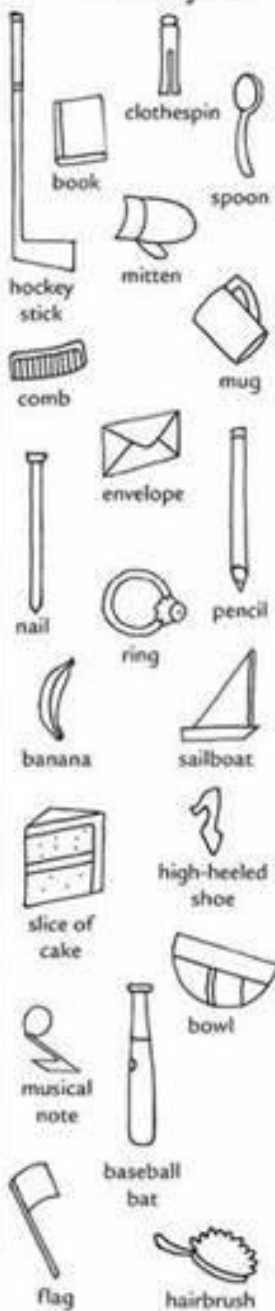 clothespin
book
spoon
mitten
hockey
stick
mug
comb
envelope
nail
pencil
ring
banana
sailboat
high-heeled
shoe
slice of
cake
bowl
musical
note
baseball
bat
flag
hairbrush